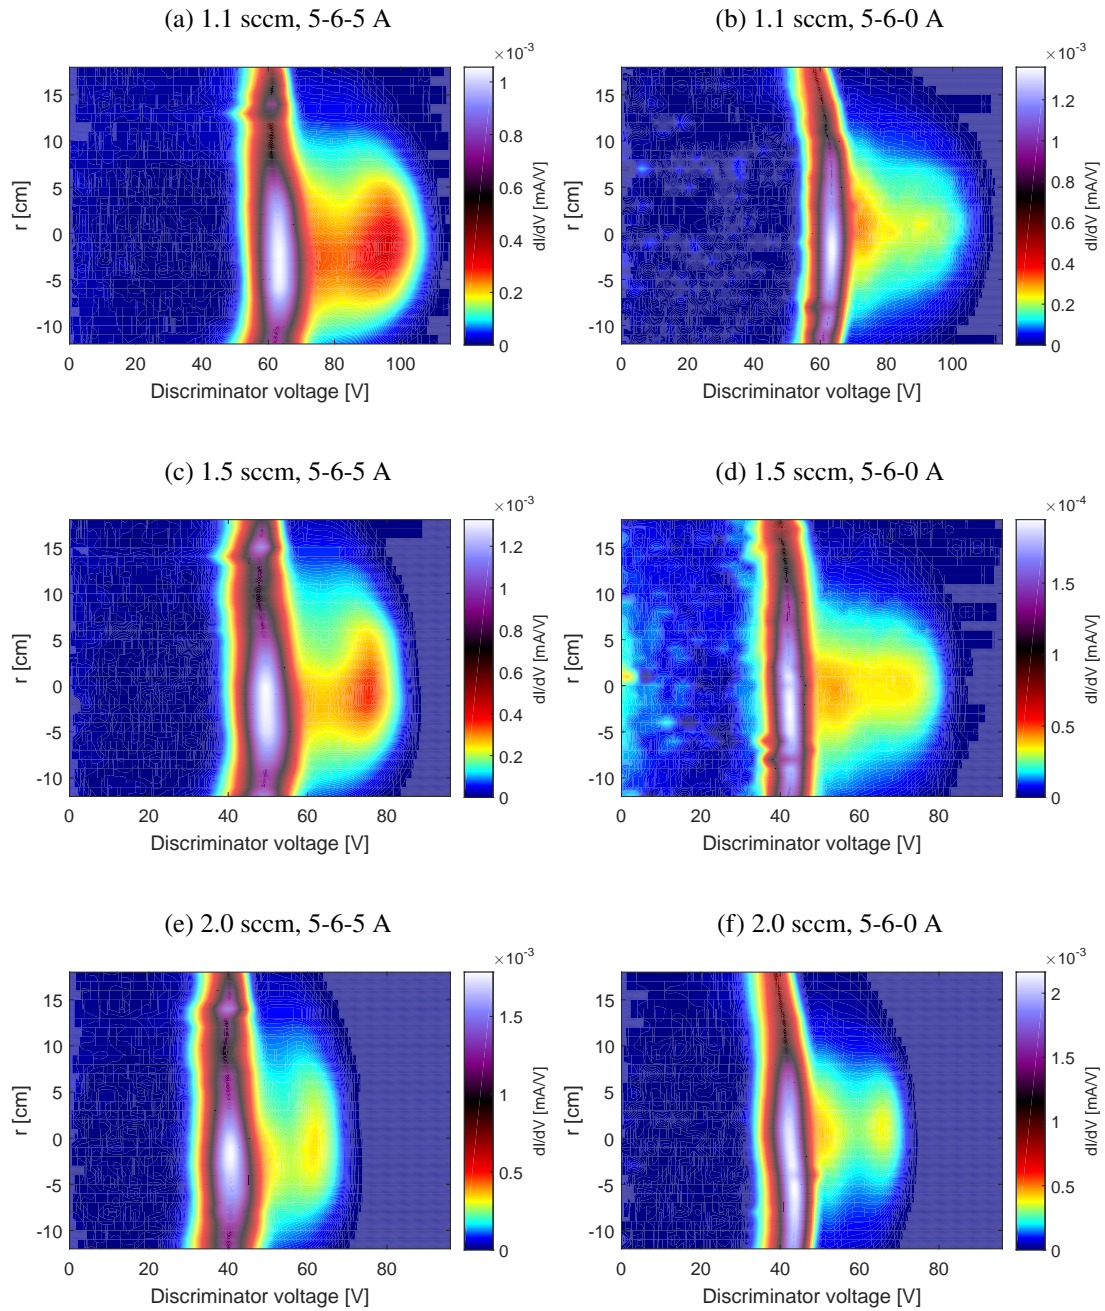 (a) 1.1 sccm, 5-6-5 A
×10⁻³
15
10
5
0
-5
-10
r [cm]
0 20 40 60 80 100
Discriminator voltage [V]
1
0.8
0.6
0.4
0.2
0
dI/dV [mA/V]
(b) 1.1 sccm, 5-6-0 A
×10⁻³
15
10
5
0
-5
-10
r [cm]
0 20 40 60 80 100
Discriminator voltage [V]
1.2
1
0.8
0.6
0.4
0.2
0
dI/dV [mA/V]
(c) 1.5 sccm, 5-6-5 A
×10⁻³
15
10
5
0
-5
-10
r [cm]
0 20 40 60 80
Discriminator voltage [V]
1.2
1
0.8
0.6
0.4
0.2
0
dI/dV [mA/V]
(d) 1.5 sccm, 5-6-0 A
×10⁻⁴
15
10
5
0
-5
-10
r [cm]
0 20 40 60 80
Discriminator voltage [V]
1.5
1
0.5
0
dI/dV [mA/V]
(e) 2.0 sccm, 5-6-5 A
×10⁻³
15
10
5
0
-5
-10
r [cm]
0 20 40 60 80
Discriminator voltage [V]
1.5
1
0.5
0
dI/dV [mA/V]
(f) 2.0 sccm, 5-6-0 A
×10⁻³
15
10
5
0
-5
-10
r [cm]
0 20 40 60 80
Discriminator voltage [V]
2
1.5
1
0.5
0
dI/dV [mA/V]